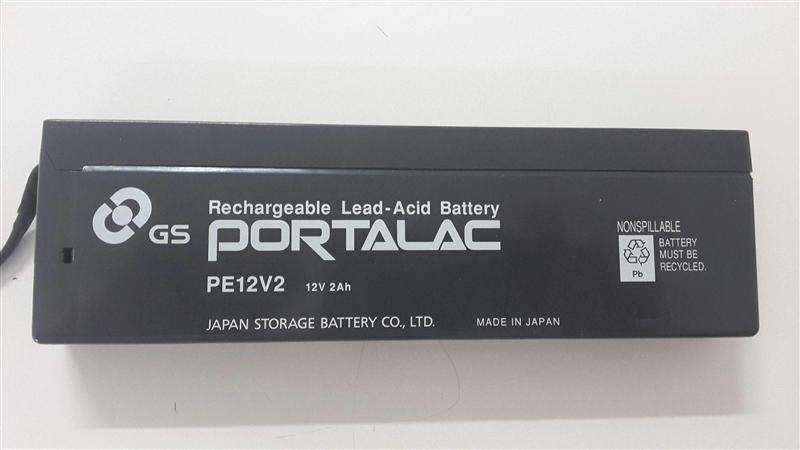 GS
Rechargeable Lead-Acid Battery
PORTALAC
PE12V2 12V 2Ah
JAPAN STORAGE BATTERY CO., LTD. MADE IN JAPAN
NONSPILLABLE
BATTERY
MUST BE
RECYCLED.
Pb